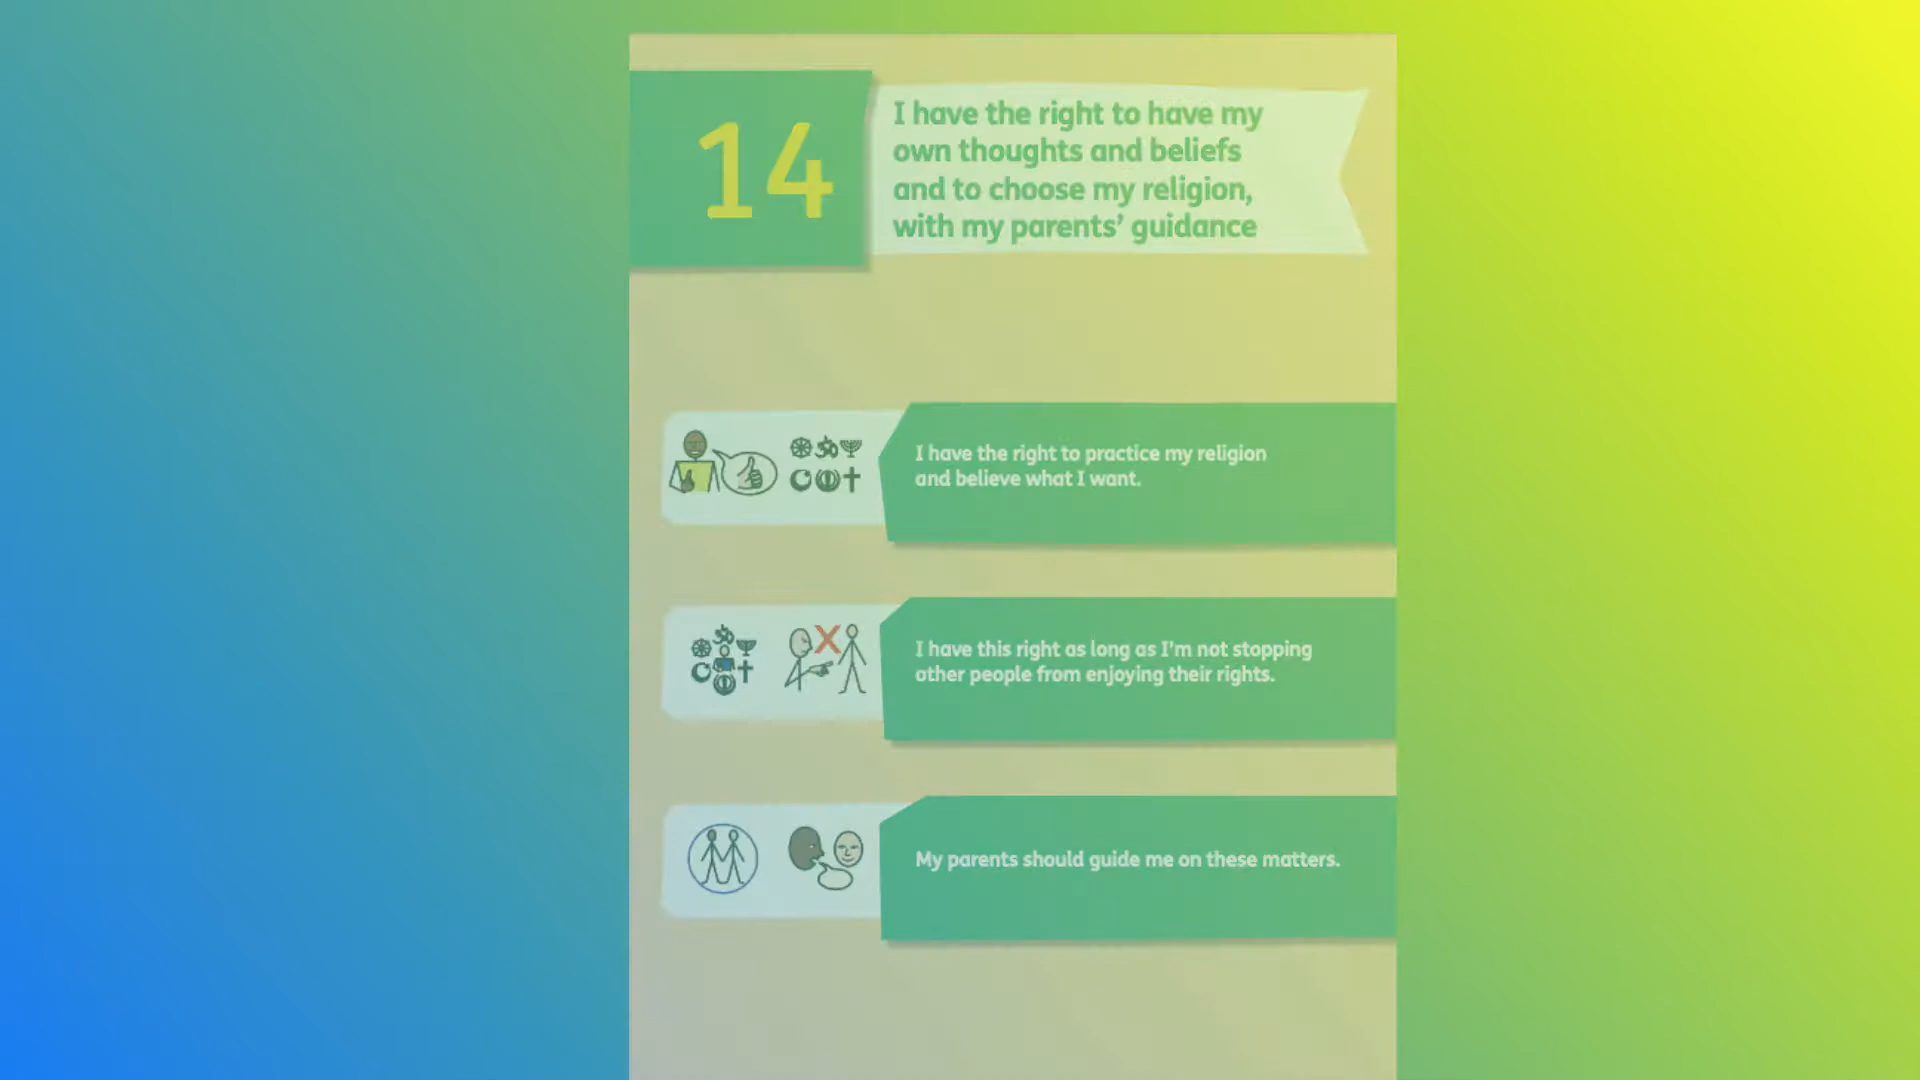 14
I have the right to have my
own thoughts and beliefs
and to choose my religion,
with my parents’ guidance
I have the right to practice my religion
and believe what I want.
I have this right as long as I’m not stopping
other people from enjoying their rights.
My parents should guide me on these matters.